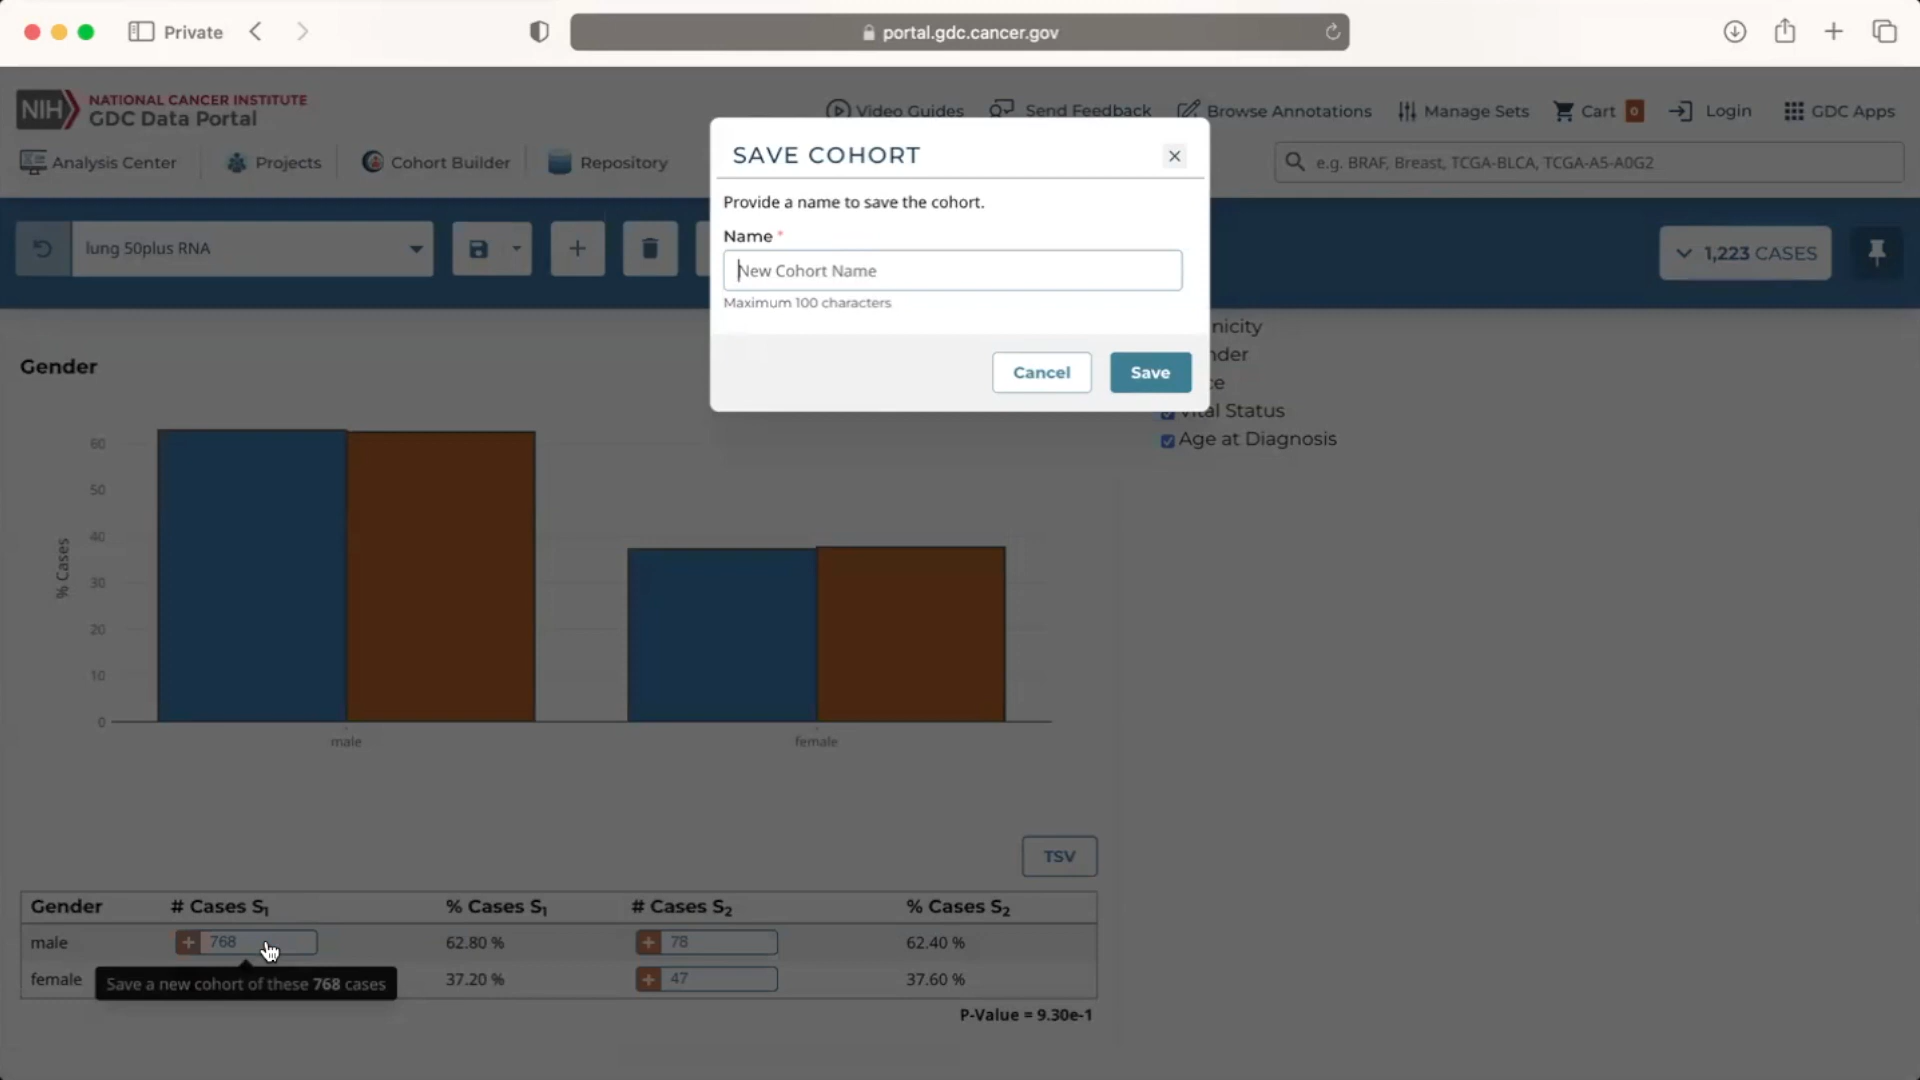 Private
portal.gdc.cancer.gov
NIH
NATIONAL CANCER INSTITUTE
GDC Data Portal
Video Guides
Send Feedback
Browse Annotations
Manage Sets
Cart 0
Login
GDC Apps
Analysis Center
Projects
Cohort Builder
Repository
e.g. BRAF, Breast, TCGA-BLCA, TCGA-A5-A0G2
lung 50plus RNA
1,223 CASES
SAVE COHORT
Provide a name to save the cohort.
Name *
New Cohort Name
Maximum 100 characters
Cancel
Save
nicity
nder
ce
Vital Status
Age at Diagnosis
Gender
% Cases
60
50
40
30
20
10
0
male
female
TSV
Gender # Cases S1 % Cases S1 # Cases S2 % Cases S2
male 768 62.80 % 78 62.40 %
female 37.20 % 47 37.60 %
Save a new cohort of these 768 cases
P-Value = 9.30e-1